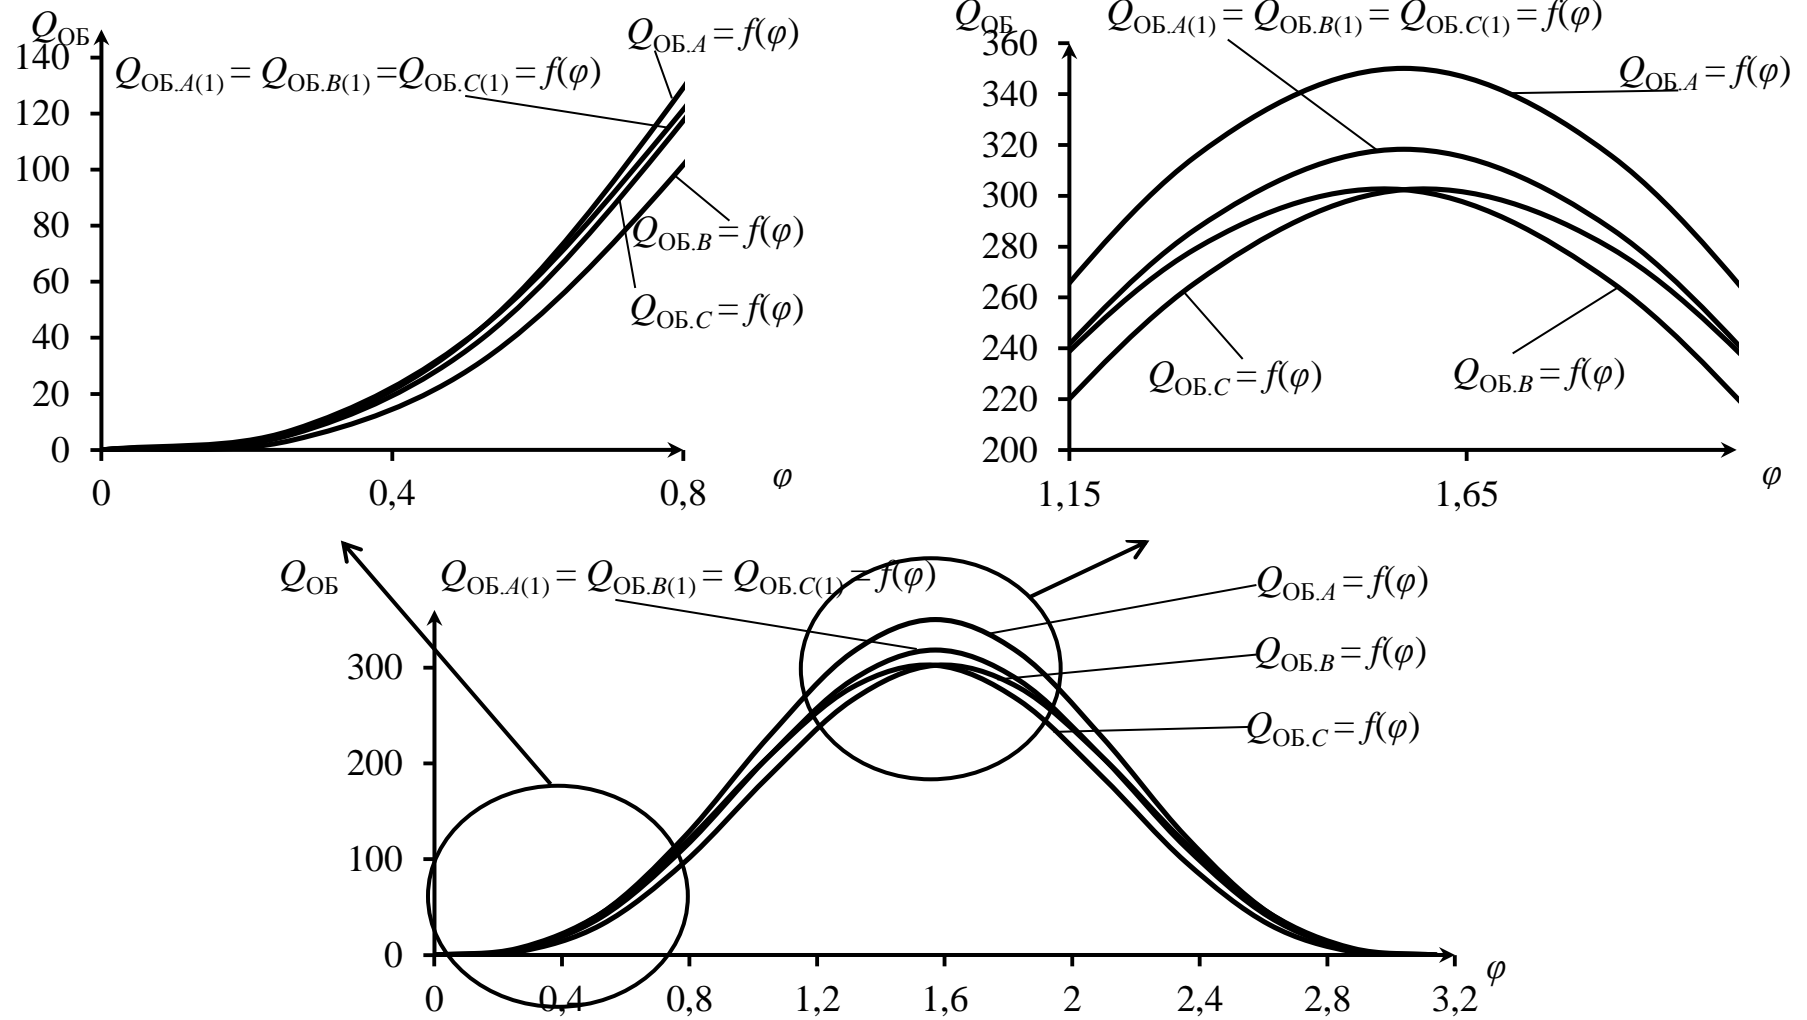 Q_ОБ
Q_ОБ.A = f(φ)
140
Q_ОБ.A(1) = Q_ОБ.B(1) =Q_ОБ.C(1) = f(φ)
120
100
80
Q_ОБ.B = f(φ)
60
Q_ОБ.C = f(φ)
40
20
0
0 0,4 0,8 φ
Q_ОБ
Q_ОБ.A(1) = Q_ОБ.B(1) = Q_ОБ.C(1) = f(φ)
360
Q_ОБ.A = f(φ)
340
320
300
280
260
240
Q_ОБ.C = f(φ) Q_ОБ.B = f(φ)
220
200
1,15 1,65 φ
Q_ОБ
Q_ОБ.A(1) = Q_ОБ.B(1) = Q_ОБ.C(1) = f(φ)
Q_ОБ.A = f(φ)
300
Q_ОБ.B = f(φ)
Q_ОБ.C = f(φ)
200
100
0
0 0,4 0,8 1,2 1,6 2 2,4 2,8 3,2 φ